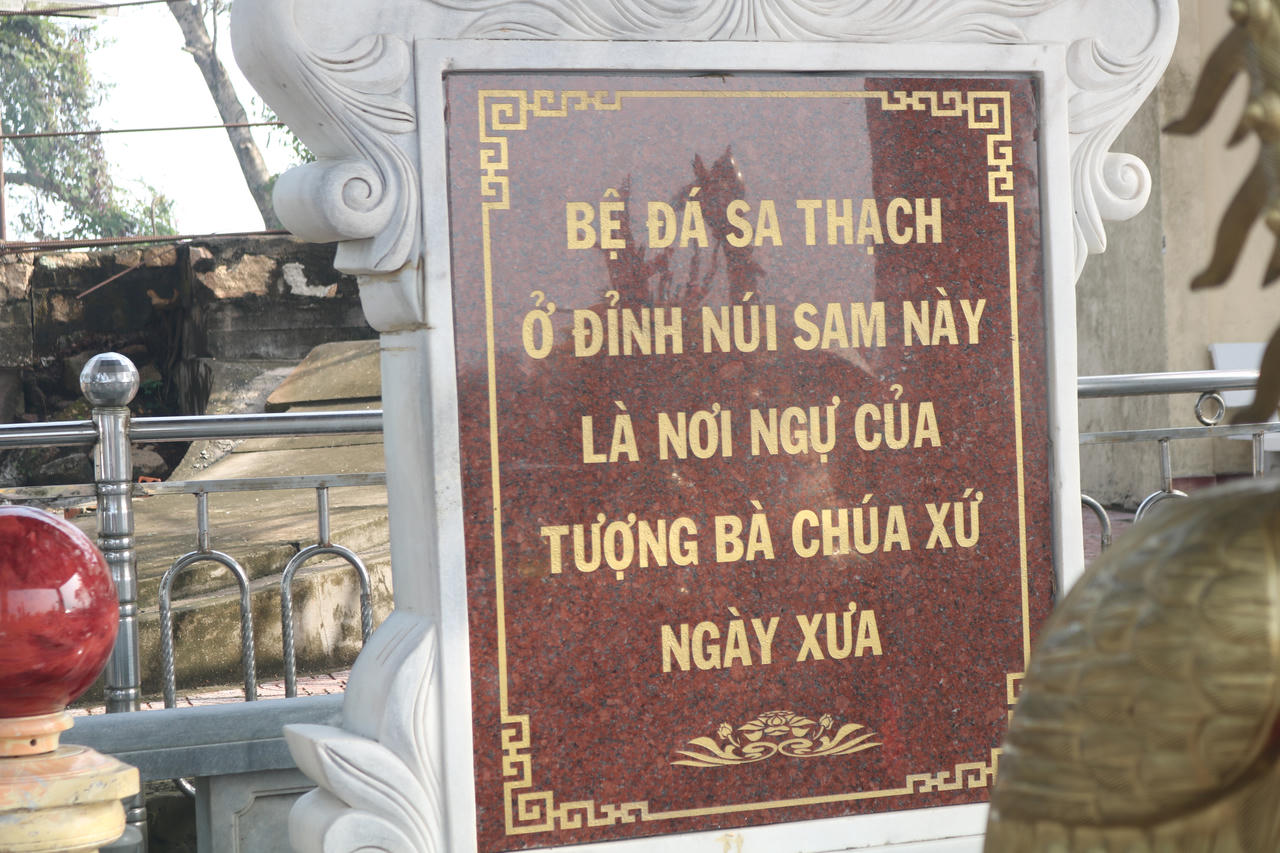 BỆ ĐÁ SA THẠCH
Ở ĐỈNH NÚI SAM NÀY
LÀ NƠI NGỰ CỦA
TƯỢNG BÀ CHÚA XỨ
NGÀY XƯA